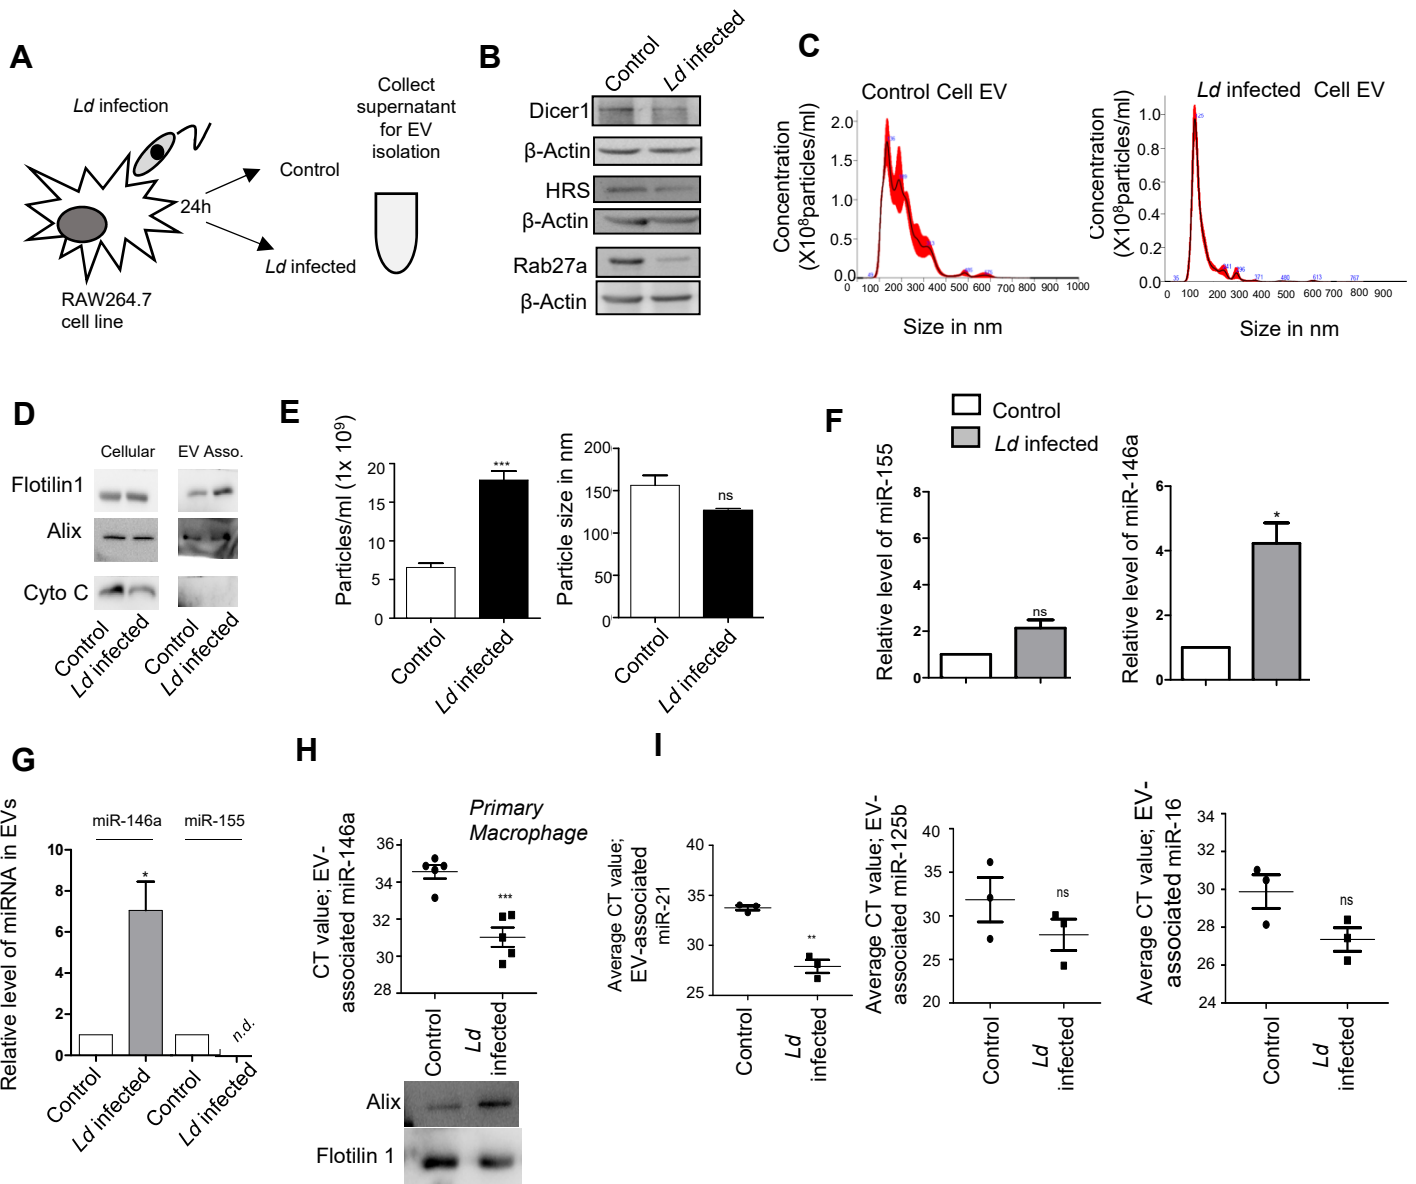 A
Ld infection
24h
Control
Ld infected
RAW264.7
cell line
Collect
supernatant
for EV
isolation
B
Control
Ld infected
Dicer1
β-Actin
HRS
β-Actin
Rab27a
β-Actin
C
Control Cell EV
Concentration
(X10⁸particles/ml)
2.0
1.5
1.0
0.5
0.0
0 100 200 300 400 500 600 700 800 900 1000
Size in nm
Ld infected Cell EV
Concentration
(X10⁸particles/ml)
1.0
0.8
0.6
0.4
0.2
0.0
371 480 613 767
0 100 200 300 400 500 600 700 800 900
Size in nm
D
Cellular EV Asso.
Flotilin1
Alix
Cyto C
Control
Ld infected
Control
Ld infected
E
Particles/ml (1x 10⁹)
20
15
10
5
0
***
Control
Ld infected
Particle size in nm
200
150
100
50
0
ns
Control
Ld infected
F
Control
Ld infected
Relative level of miR-155
8
6
4
2
0
ns
Relative level of miR-146a
6
4
2
0
*
G
Relative level of miRNA in EVs
miR-146a miR-155
10
8
6
4
2
0
*
n.d.
Control
Ld infected
Control
Ld infected
H
Primary
Macrophage
CT value; EV-
associated miR-146a
36
34
32
30
28
***
Control
Ld
infected
Alix
Flotilin 1
I
Average CT value;
EV-associated
miR-21
40
35
30
25
**
Control
Ld
infected
Average CT value; EV-
associated miR-125b
40
35
30
25
20
ns
Control
Ld
infected
Average CT value; EV-
associated miR-16
34
32
30
28
26
24
ns
Control
Ld
infected